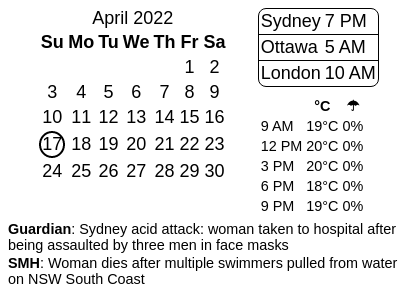 April 2022
Su Mo Tu We Th Fr Sa
1 2
3 4 5 6 7 8 9
10 11 12 13 14 15 16
17 18 19 20 21 22 23
24 25 26 27 28 29 30
Sydney 7 PM
Ottawa 5 AM
London 10 AM
°C ☂
9 AM 19°C 0%
12 PM 20°C 0%
3 PM 20°C 0%
6 PM 18°C 0%
9 PM 19°C 0%
Guardian: Sydney acid attack: woman taken to hospital after
being assaulted by three men in face masks
SMH: Woman dies after multiple swimmers pulled from water
on NSW South Coast